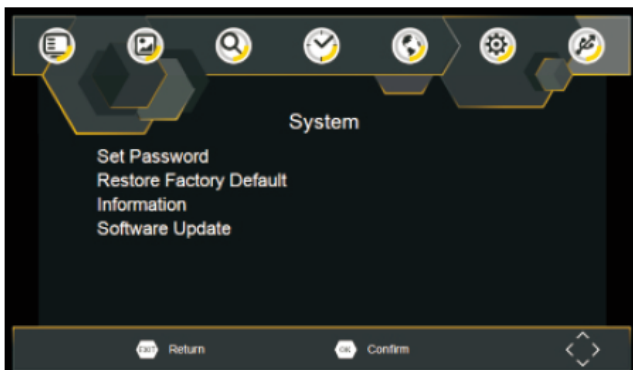 System
Set Password
Restore Factory Default
Information
Software Update
EXIT Return OK Confirm